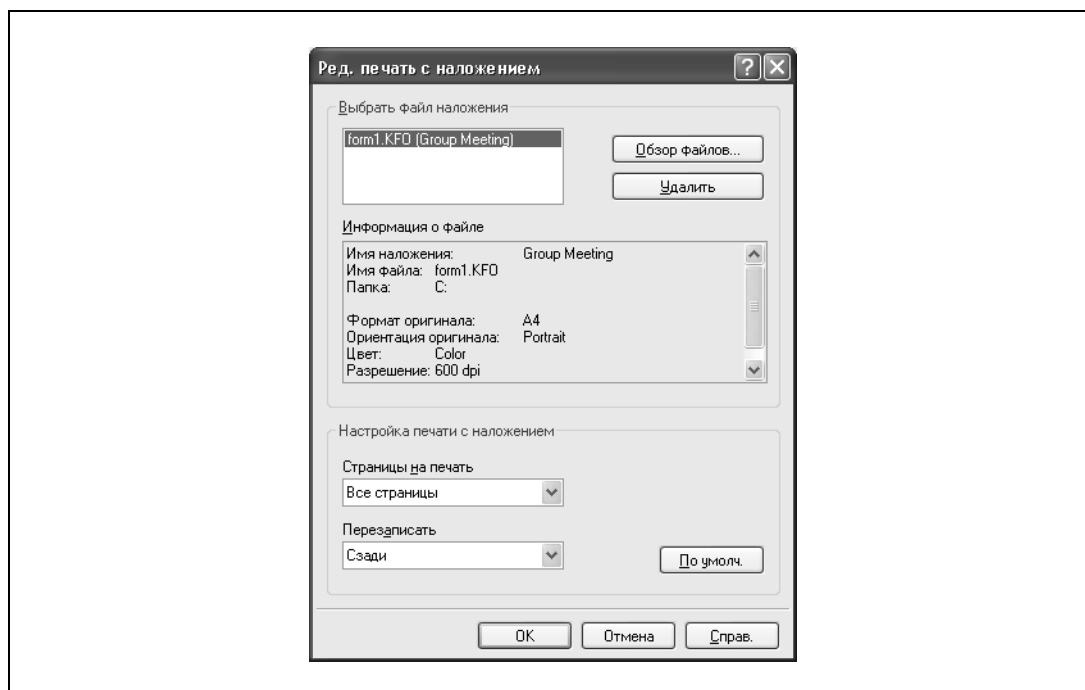 Ред. печать с наложением
Выбрать файл наложения
form1.KFO (Group Meeting)
Обзор файлов...
Удалить
Информация о файле
Имя наложения: Group Meeting
Имя файла: form1.KFO
Папка: C:
Формат оригинала: A4
Ориентация оригинала: Portrait
Цвет: Color
Разрешение: 600 dpi
Настройка печати с наложением
Страницы на печать
Все страницы
Перезаписать
Сзади
По умолч.
OK Отмена Справ.